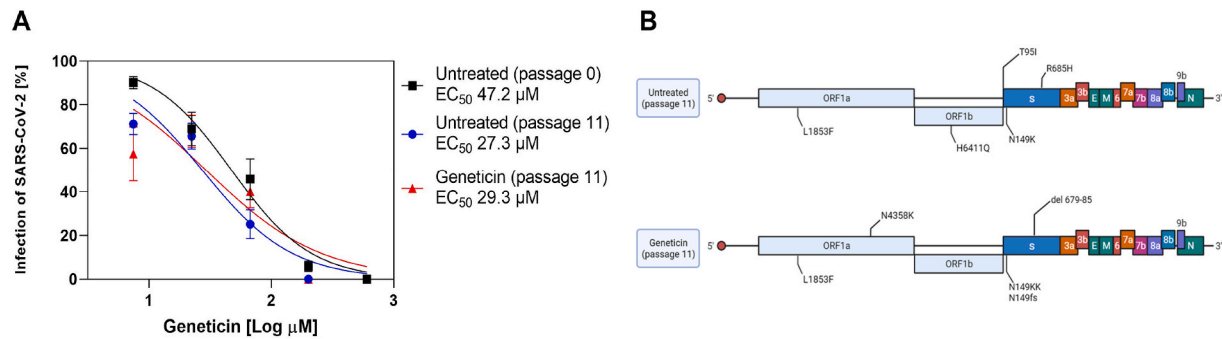 A
Infection of SARS-CoV-2 [%]
100
80
60
40
20
0
1
2
3
Geneticin [Log µM]
Untreated (passage 0)
EC50 47.2 µM
Untreated (passage 11)
EC50 27.3 µM
Geneticin (passage 11)
EC50 29.3 µM
B
Untreated
(passage 11)
5'
ORF1a
L1853F
ORF1b
H6411Q
T95I
R685H
S
N149K
3a
3b
E
M
6
7a
7b
8a
8b
9b
N
3'
Geneticin
(passage 11)
5'
ORF1a
N4358K
L1853F
ORF1b
del 679-85
S
N149KK
N149fs
3a
3b
E
M
6
7a
7b
8a
8b
9b
N
3'